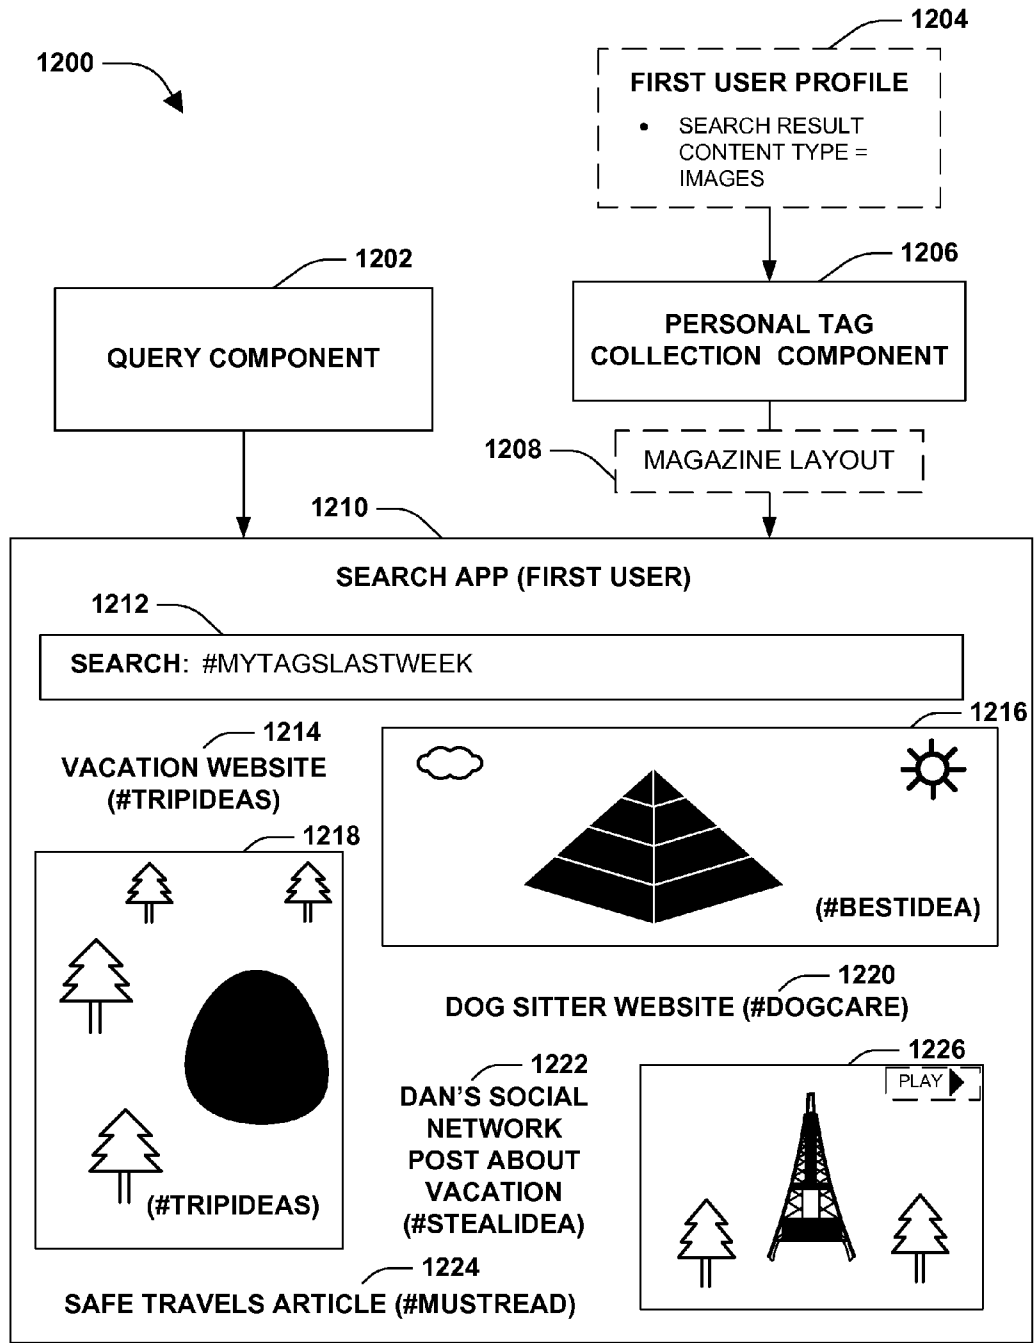 1204
1200
FIRST USER PROFILE
• SEARCH RESULT
CONTENT TYPE =
IMAGES
1202
1206
QUERY COMPONENT
PERSONAL TAG
COLLECTION COMPONENT
1208
MAGAZINE LAYOUT
1210
SEARCH APP (FIRST USER)
1212
SEARCH: #MYTAGSLASTWEEK
1214
VACATION WEBSITE
(#TRIPIDEAS)
1216
(#BESTIDEA)
1218
(#TRIPIDEAS)
1220
DOG SITTER WEBSITE (#DOGCARE)
1222
DAN'S SOCIAL
NETWORK
POST ABOUT
VACATION
(#STEALIDEA)
1226
PLAY
1224
SAFE TRAVELS ARTICLE (#MUSTREAD)